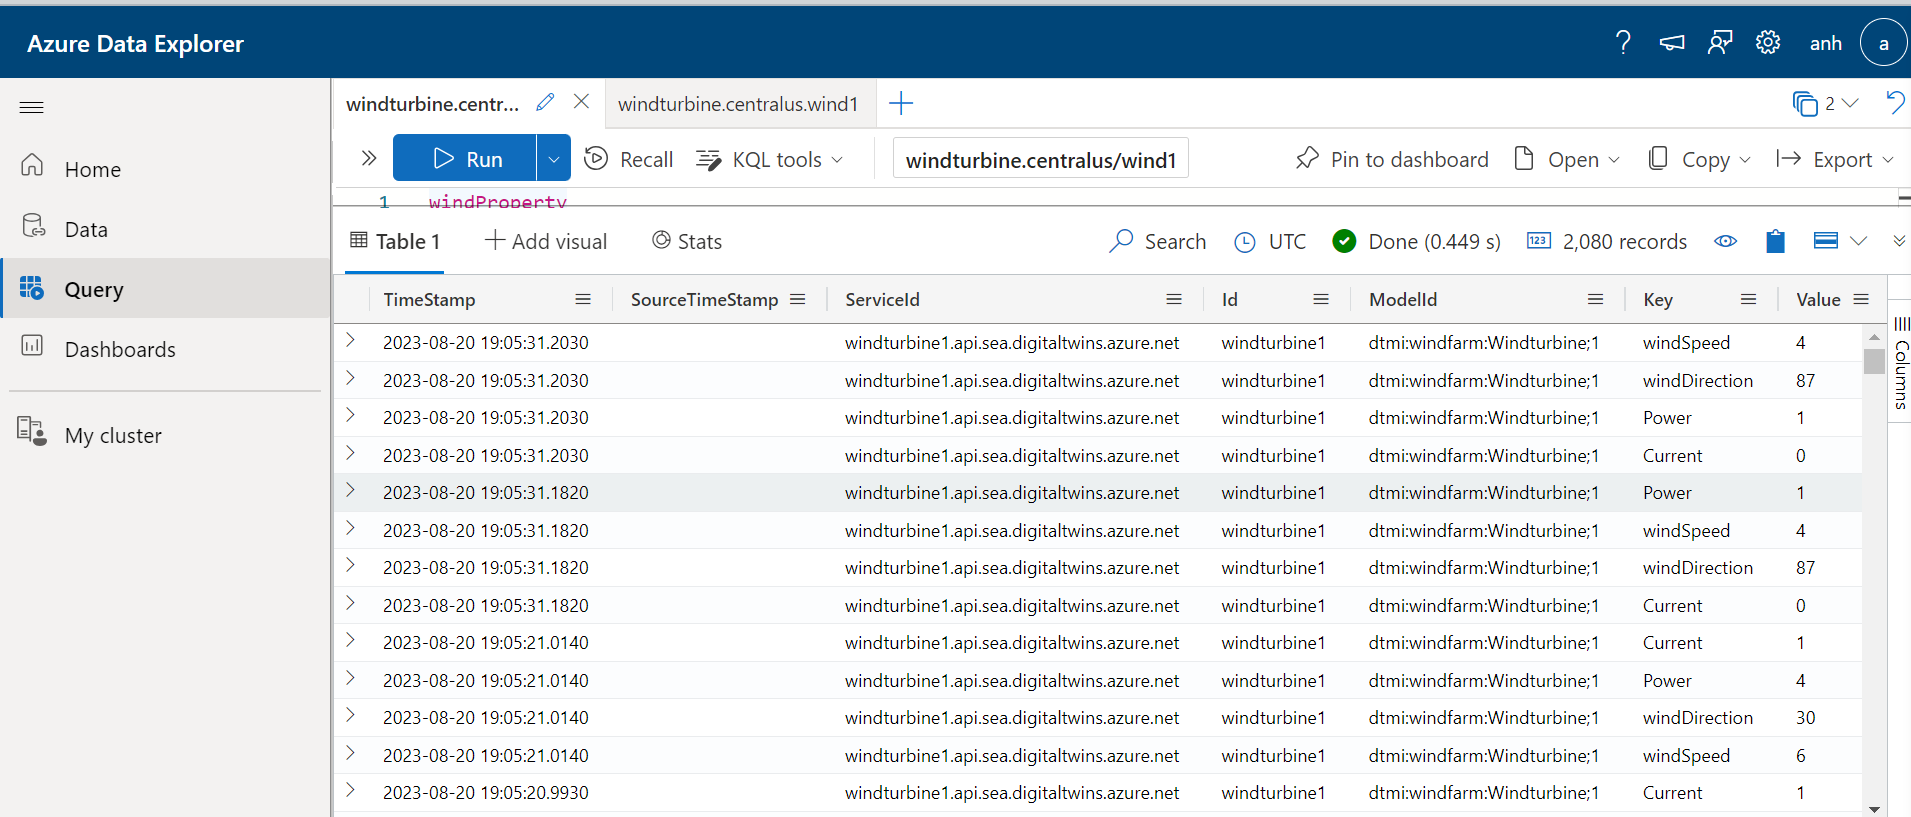 Azure Data Explorer
anh
a
windturbine.centr...
windturbine.centralus.wind1
2
Run
Recall
KQL tools
windturbine.centralus/wind1
Pin to dashboard
Open
Copy
Export
Home
Data
Query
Dashboards
My cluster
1 windProperty
Table 1
Add visual
Stats
Search
UTC
Done (0.449 s)
123
2,080 records
TimeStamp SourceTimeStamp ServiceId Id ModelId Key Value
2023-08-20 19:05:31.2030 windturbine1.api.sea.digitaltwins.azure.net windturbine1 dtmi:windfarm:Windturbine;1 windSpeed 4
2023-08-20 19:05:31.2030 windturbine1.api.sea.digitaltwins.azure.net windturbine1 dtmi:windfarm:Windturbine;1 windDirection 87
2023-08-20 19:05:31.2030 windturbine1.api.sea.digitaltwins.azure.net windturbine1 dtmi:windfarm:Windturbine;1 Power 1
2023-08-20 19:05:31.2030 windturbine1.api.sea.digitaltwins.azure.net windturbine1 dtmi:windfarm:Windturbine;1 Current 0
2023-08-20 19:05:31.1820 windturbine1.api.sea.digitaltwins.azure.net windturbine1 dtmi:windfarm:Windturbine;1 Power 1
2023-08-20 19:05:31.1820 windturbine1.api.sea.digitaltwins.azure.net windturbine1 dtmi:windfarm:Windturbine;1 windSpeed 4
2023-08-20 19:05:31.1820 windturbine1.api.sea.digitaltwins.azure.net windturbine1 dtmi:windfarm:Windturbine;1 windDirection 87
2023-08-20 19:05:31.1820 windturbine1.api.sea.digitaltwins.azure.net windturbine1 dtmi:windfarm:Windturbine;1 Current 0
2023-08-20 19:05:21.0140 windturbine1.api.sea.digitaltwins.azure.net windturbine1 dtmi:windfarm:Windturbine;1 Current 1
2023-08-20 19:05:21.0140 windturbine1.api.sea.digitaltwins.azure.net windturbine1 dtmi:windfarm:Windturbine;1 Power 4
2023-08-20 19:05:21.0140 windturbine1.api.sea.digitaltwins.azure.net windturbine1 dtmi:windfarm:Windturbine;1 windDirection 30
2023-08-20 19:05:21.0140 windturbine1.api.sea.digitaltwins.azure.net windturbine1 dtmi:windfarm:Windturbine;1 windSpeed 6
2023-08-20 19:05:20.9930 windturbine1.api.sea.digitaltwins.azure.net windturbine1 dtmi:windfarm:Windturbine;1 Current 1
Columns